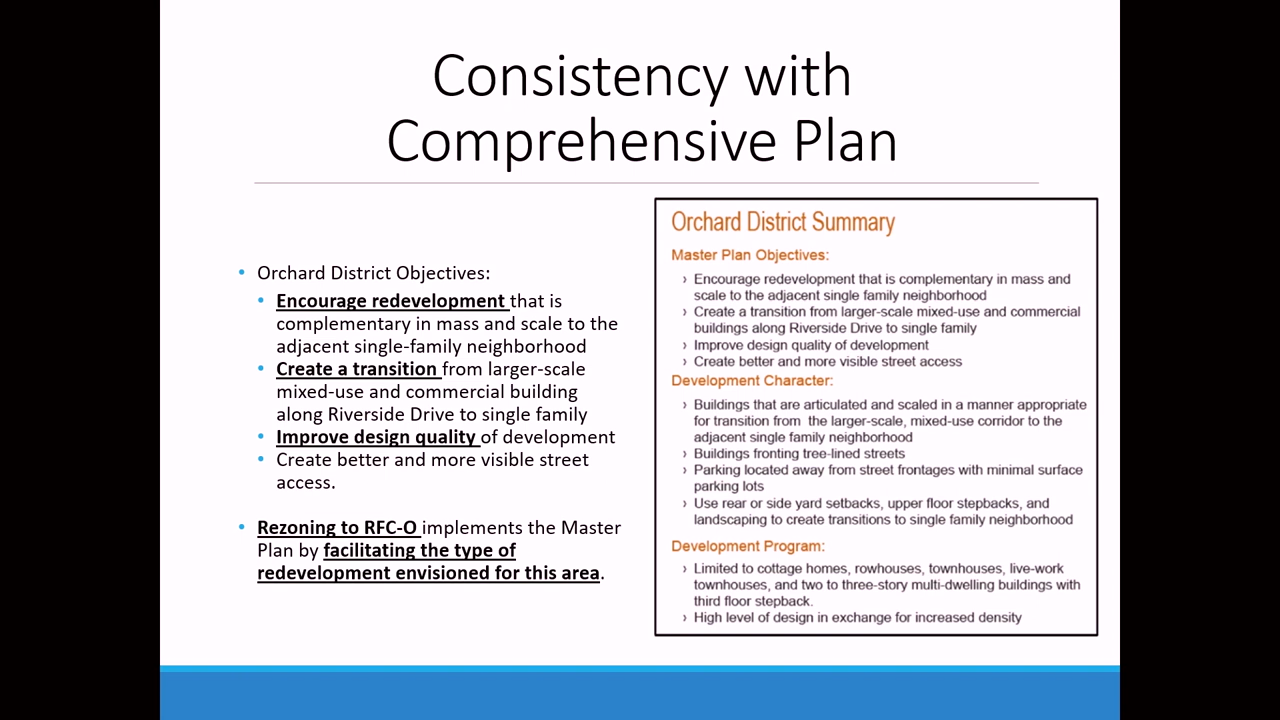 Consistency with
Comprehensive Plan
• Orchard District Objectives:
• Encourage redevelopment that is
complementary in mass and scale to the
adjacent single-family neighborhood
• Create a transition from larger-scale
mixed-use and commercial building
along Riverside Drive to single family
• Improve design quality of development
• Create better and more visible street
access.
• Rezoning to RFC-O implements the Master
Plan by facilitating the type of
redevelopment envisioned for this area.
Orchard District Summary
Master Plan Objectives:
› Encourage redevelopment that is complementary in mass and
scale to the adjacent single family neighborhood
› Create a transition from larger-scale mixed-use and commercial
buildings along Riverside Drive to single family
› Improve design quality of development
› Create better and more visible street access
Development Character:
› Buildings that are articulated and scaled in a manner appropriate
for transition from the larger-scale, mixed-use corridor to the
adjacent single family neighborhood
› Buildings fronting tree-lined streets
› Parking located away from street frontages with minimal surface
parking lots
› Use rear or side yard setbacks, upper floor stepbacks, and
landscaping to create transitions to single family neighborhood
Development Program:
› Limited to cottage homes, rowhouses, townhouses, live-work
townhouses, and two to three-story multi-dwelling buildings with
third floor stepback.
› High level of design in exchange for increased density